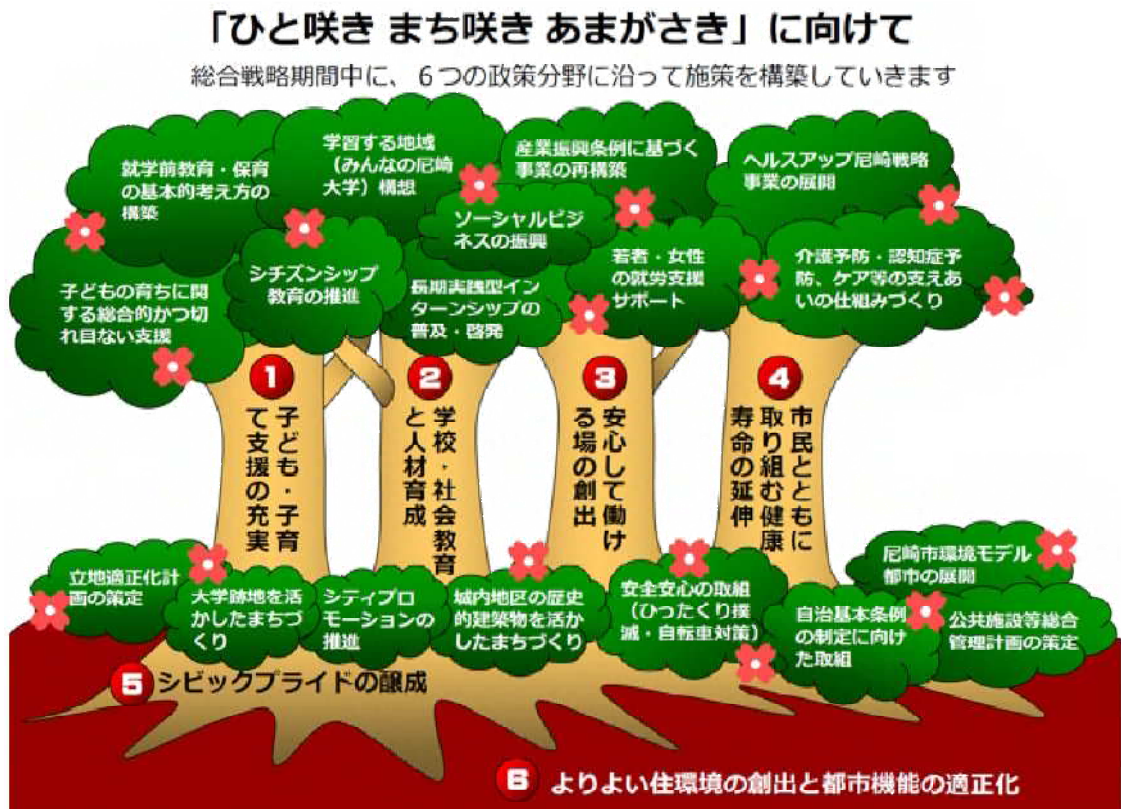 「ひと咲き まち咲き あまがさき」に向けて
総合戦略期間中に、６つの政策分野に沿って施策を構築していきます
就学前教育・保育
の基本的考え方の
構築
学習する地域
（みんなの尼崎
大学）構想
産業振興条例に基づく
事業の再構築
ヘルスアップ尼崎戦略
事業の展開
ソーシャルビジ
ネスの振興
子どもの育ちに関
する総合的かつ切
れ目ない支援
シチズンシップ
教育の推進
長期実践型イン
ターンシップの
普及・啓発
若者・女性
の就労支援
サポート
介護予防・認知症予
防、ケア等の支えあ
いの仕組みづくり
1
子ども・子育
て支援の充実
2
学校・社会教育
と人材育成
3
安心して働け
る場の創出
4
市民とともに
取り組む健康
寿命の延伸
立地適正化計
画の策定
大学跡地を活
かしたまちづ
くり
シティプロ
モーションの
推進
城内地区の歴史
的建築物を活か
したまちづくり
安全安心の取組
（ひったくり撲
滅・自転車対策）
自治基本条例
の制定に向け
た取組
尼崎市環境モデル
都市の展開
公共施設等総合
管理計画の策定
5 シビックプライドの醸成
6 よりよい住環境の創出と都市機能の適正化